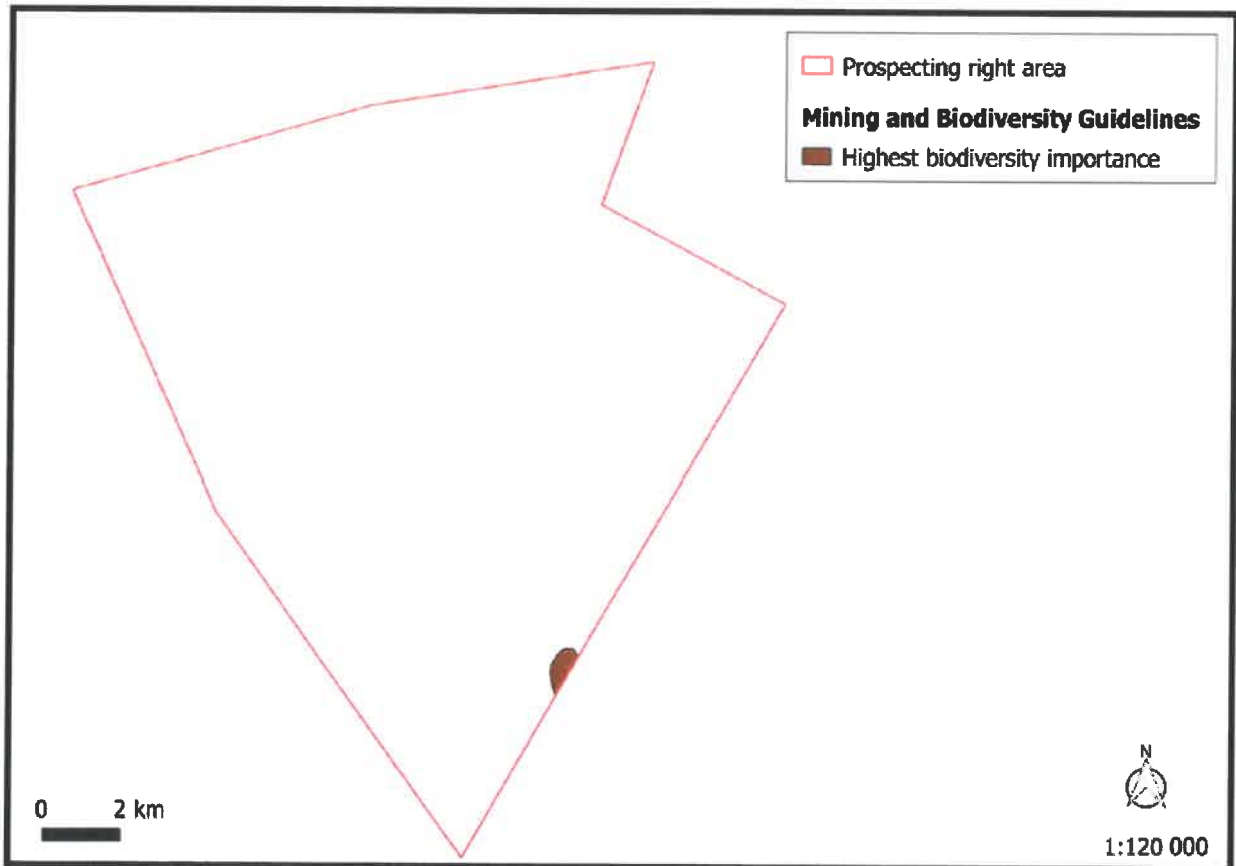 Prospecting right area
Mining and Biodiversity Guidelines
Highest biodiversity importance
0 2 km
N
1:120 000